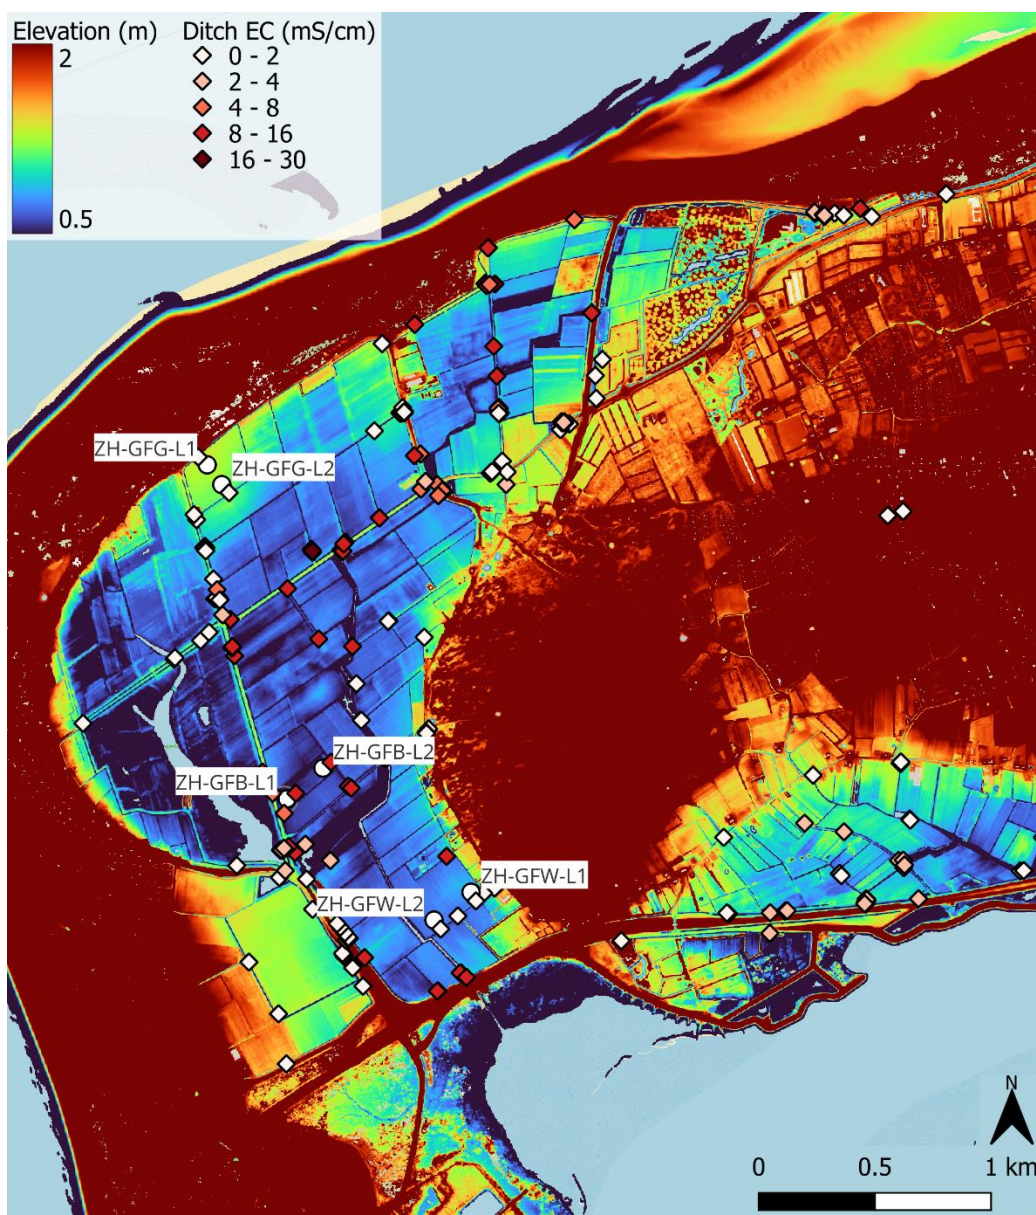 Elevation (m)
2
0.5
Ditch EC (mS/cm)
0 - 2
2 - 4
4 - 8
8 - 16
16 - 30
ZH-GFG-L1
ZH-GFG-L2
ZH-GFB-L2
ZH-GFB-L1
ZH-GFW-L1
ZH-GFW-L2
N
0 0.5 1 km